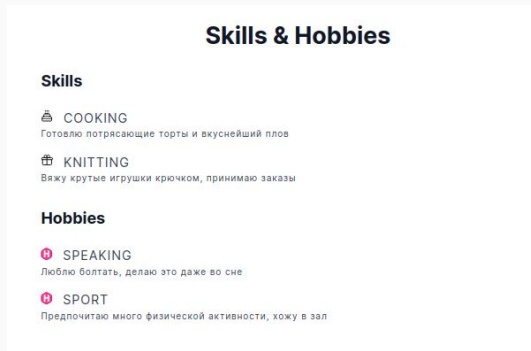 Skills & Hobbies
Skills
COOKING
Готовлю потрясающие торты и вкуснейший плов
KNITTING
Вяжу крутые игрушки крючком, принимаю заказы
Hobbies
H SPEAKING
Люблю болтать, делаю это даже во сне
H SPORT
Предпочитаю много физической активности, хожу в зал